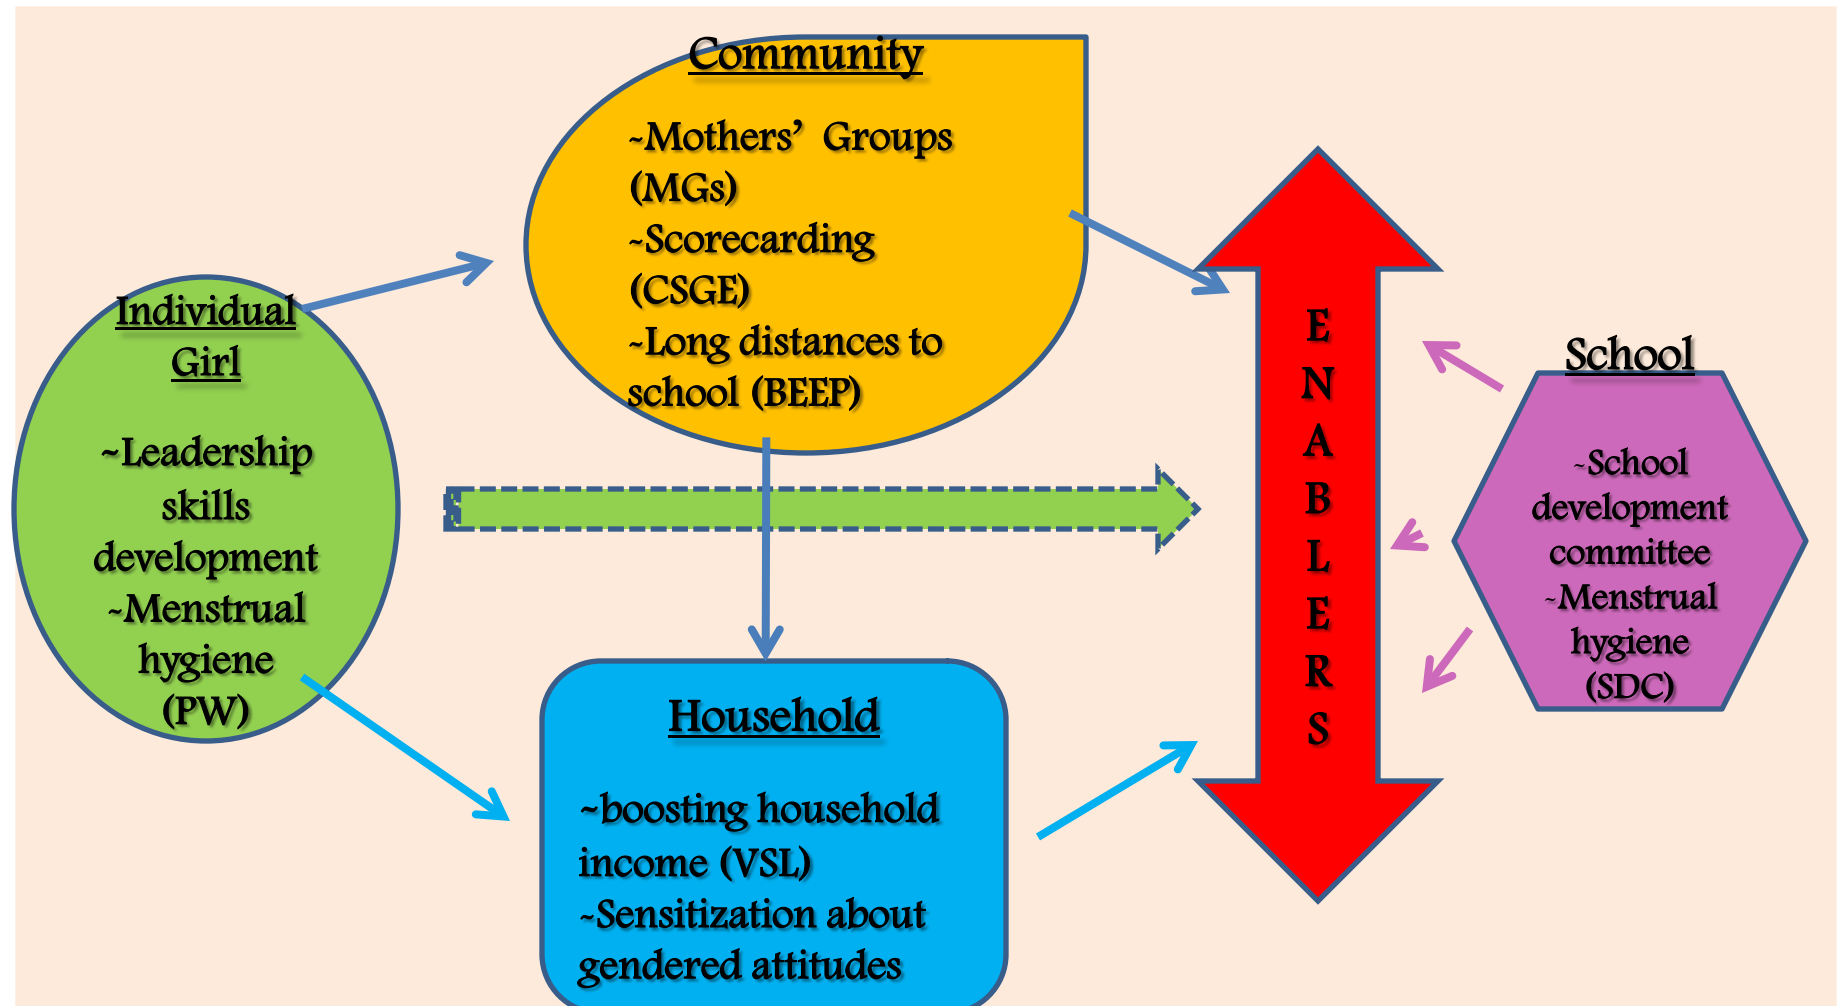 Individual
Girl
~Leadership
skills
development
~Menstrual
hygiene
(PW)
Community
~Mothers’ Groups
(MGs)
~Scorecarding
(CSGE)
~Long distances to
school (BEEP)
Household
~boosting household
income (VSL)
~Sensitization about
gendered attitudes
E
N
A
B
L
E
R
S
School
~School
development
committee
~Menstrual
hygiene
(SDC)